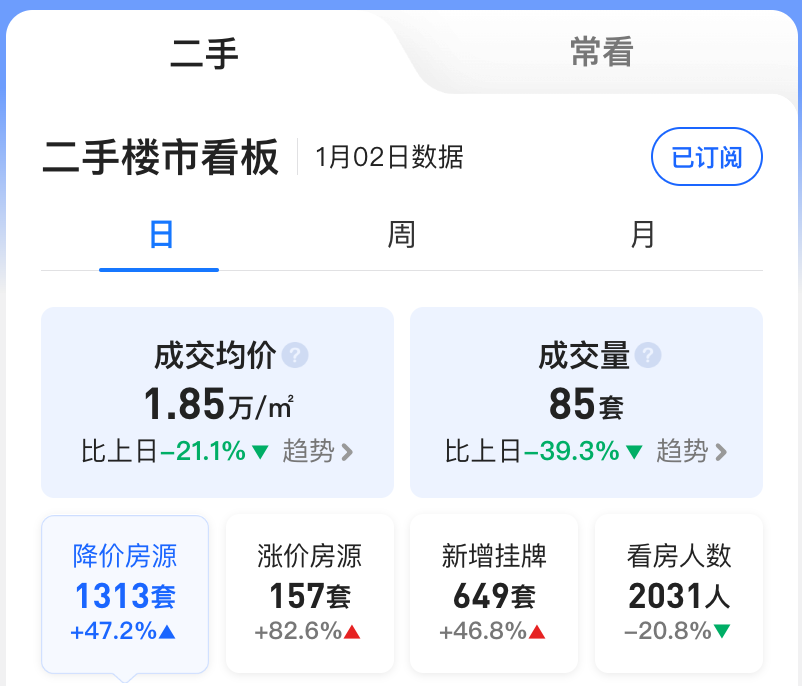 二手 常看
二手楼市看板 1月02日数据 已订阅
日 周 月
成交均价 ? 成交量 ?
1.85万/㎡ 85套
比上日-21.1%▼ 趋势 > 比上日-39.3%▼ 趋势 >
降价房源 涨价房源 新增挂牌 看房人数
1313套 157套 649套 2031人
+47.2%▲ +82.6%▲ +46.8%▲ -20.8%▼